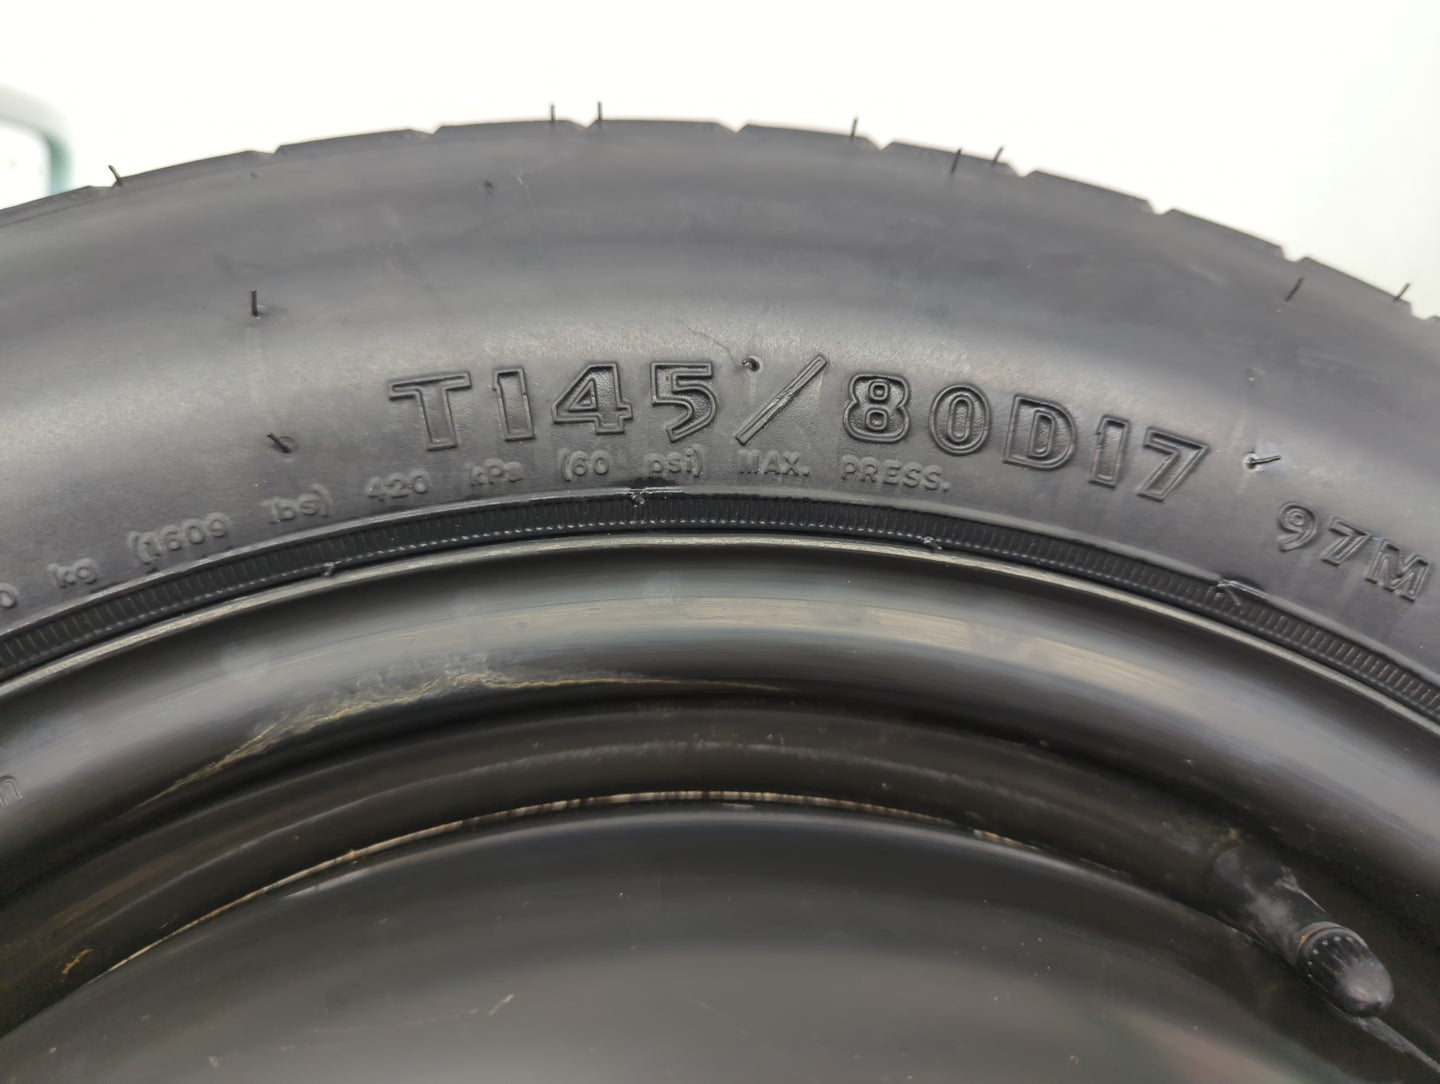 T145/80D17
97M
kg (1609 lbs) 420 kPa (60 psi) MAX. PRESS.